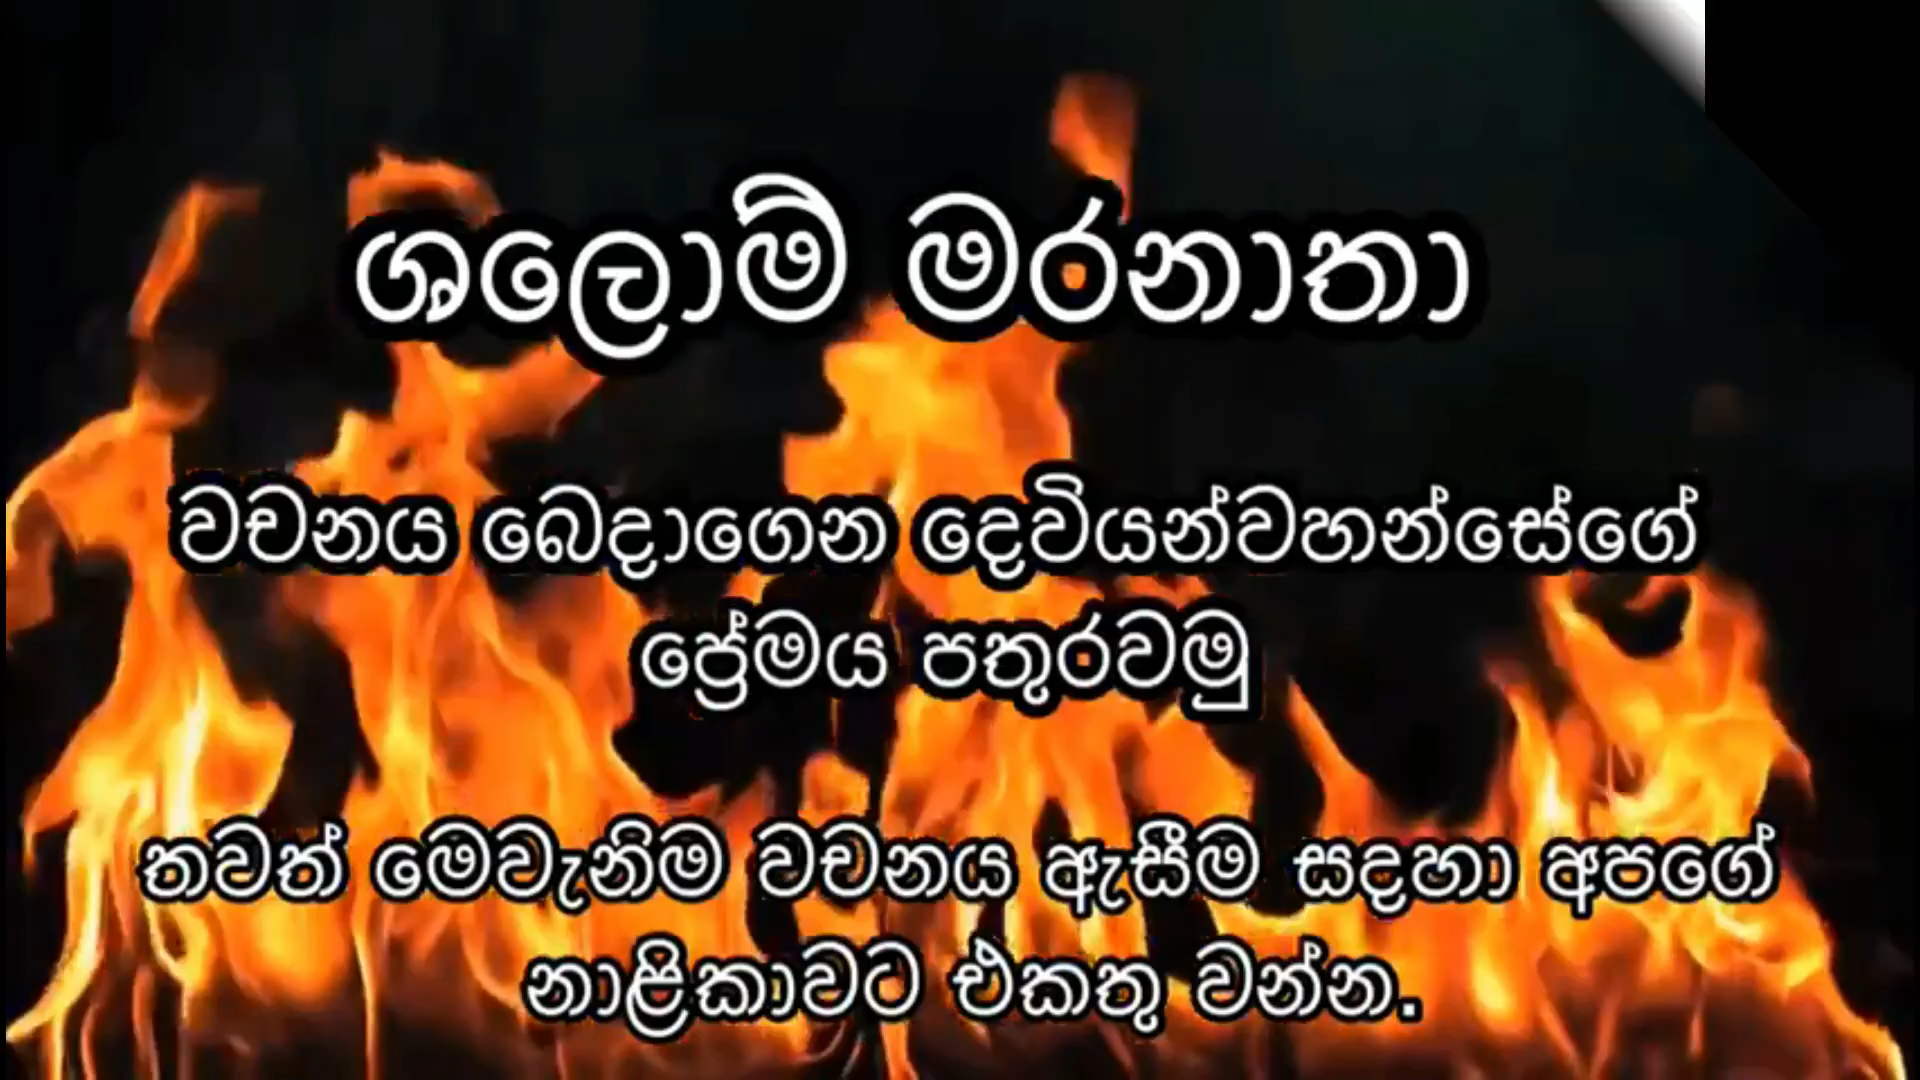 ශලොම් මරනාතා
වචනය බෙදාගෙන දෙවියන්වහන්සේගේ
ප්‍රේමය පතුරවමු
තවත් මෙවැනිම වචනය ඇසීම සදහා අපගේ
නාළිකාවට එකතු වන්න.